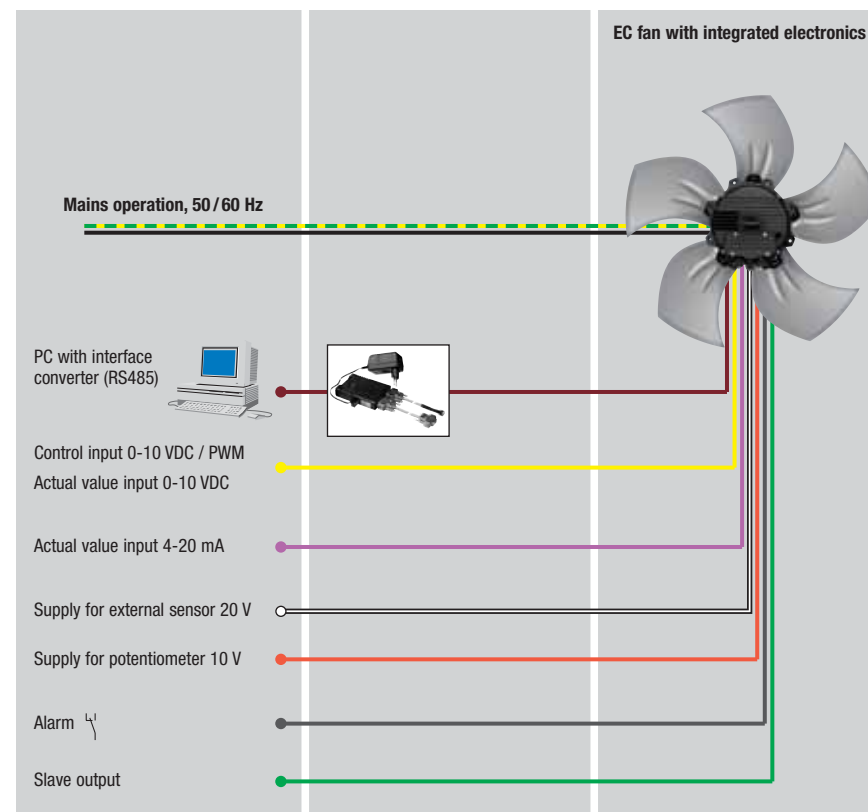 EC fan with integrated electronics
Mains operation, 50 / 60 Hz
PC with interface
converter (RS485)
Control input 0-10 VDC / PWM
Actual value input 0-10 VDC
Actual value input 4-20 mA
Supply for external sensor 20 V
Supply for potentiometer 10 V
Alarm
Slave output